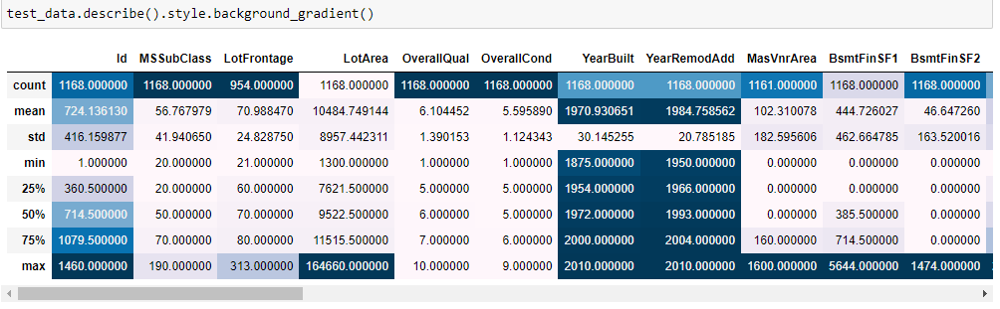 test_data.describe().style.background_gradient()
Id MSSubClass LotFrontage LotArea OverallQual OverallCond YearBuilt YearRemodAdd MasVnrArea BsmtFinSF1 BsmtFinSF2
count 1168.000000 1168.000000 954.000000 1168.000000 1168.000000 1168.000000 1168.000000 1168.000000 1161.000000 1168.000000 1168.000000
mean 724.136130 56.767979 70.988470 10484.749144 6.104452 5.595890 1970.930651 1984.758562 102.310078 444.726027 46.647260
std 416.159877 41.940650 24.828750 8957.442311 1.390153 1.124343 30.145255 20.785185 182.595606 462.664785 163.520016
min 1.000000 20.000000 21.000000 1300.000000 1.000000 1.000000 1875.000000 1950.000000 0.000000 0.000000 0.000000
25% 360.500000 20.000000 60.000000 7621.500000 5.000000 5.000000 1954.000000 1966.000000 0.000000 0.000000 0.000000
50% 714.500000 50.000000 70.000000 9522.500000 6.000000 5.000000 1972.000000 1993.000000 0.000000 385.500000 0.000000
75% 1079.500000 70.000000 80.000000 11515.500000 7.000000 6.000000 2000.000000 2004.000000 160.000000 714.500000 0.000000
max 1460.000000 190.000000 313.000000 164660.000000 10.000000 9.000000 2010.000000 2010.000000 1600.000000 5644.000000 1474.000000